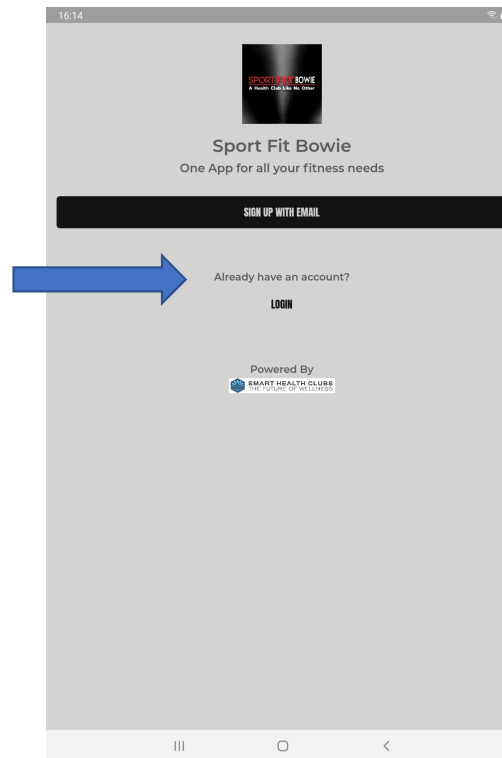 16:14
SPORT FIT BOWIE
A Health Club Like No Other
Sport Fit Bowie
One App for all your fitness needs
SIGN UP WITH EMAIL
Already have an account?
LOGIN
Powered By
SMART HEALTH CLUBS
THE FUTURE OF WELLNESS